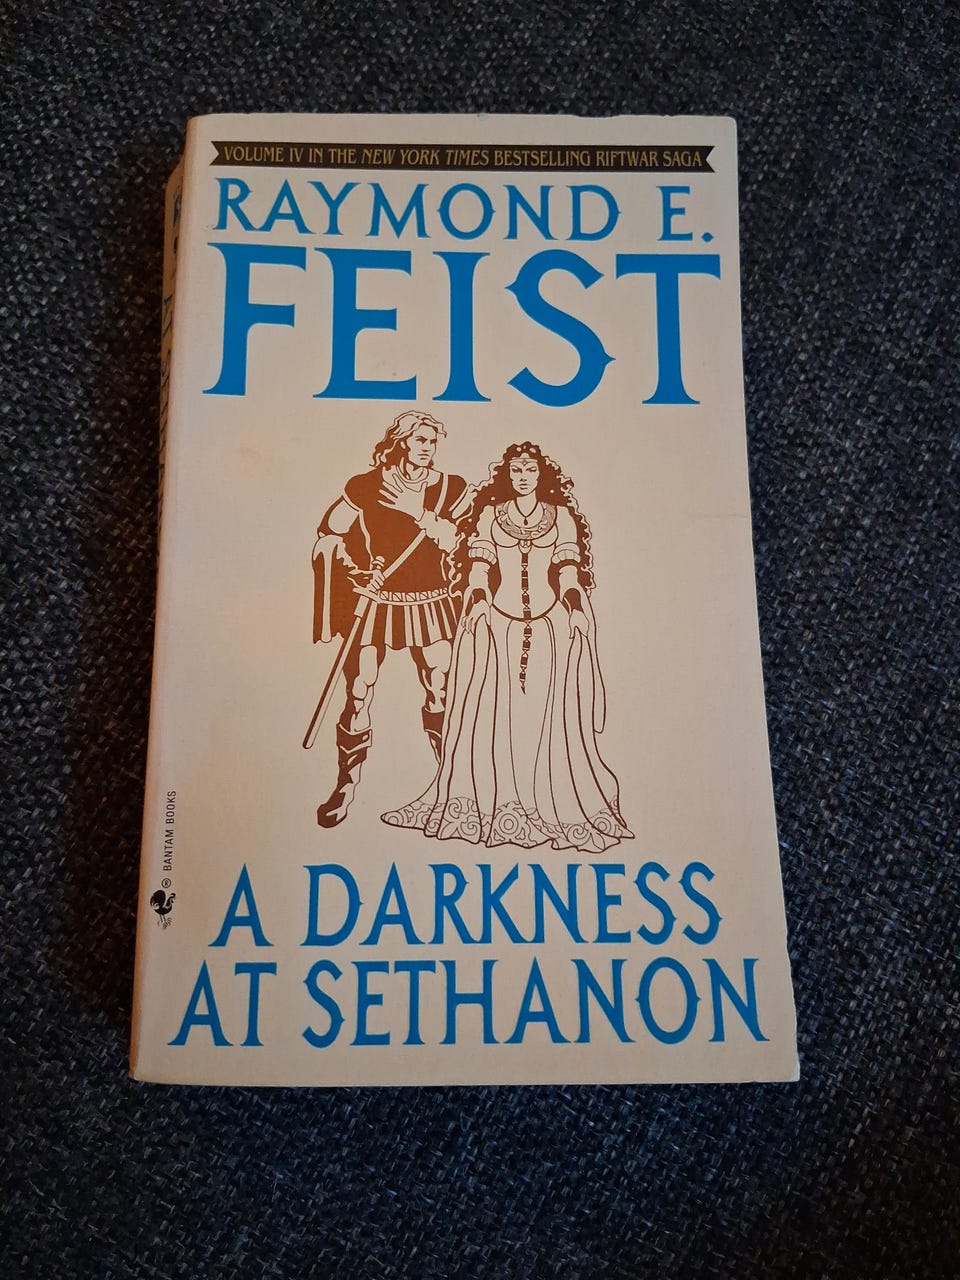 VOLUME IV IN THE NEW YORK TIMES BESTSELLING RIFTWAR SAGA
RAYMOND E.
FEIST
BANTAM BOOKS
A DARKNESS
AT SETHANON